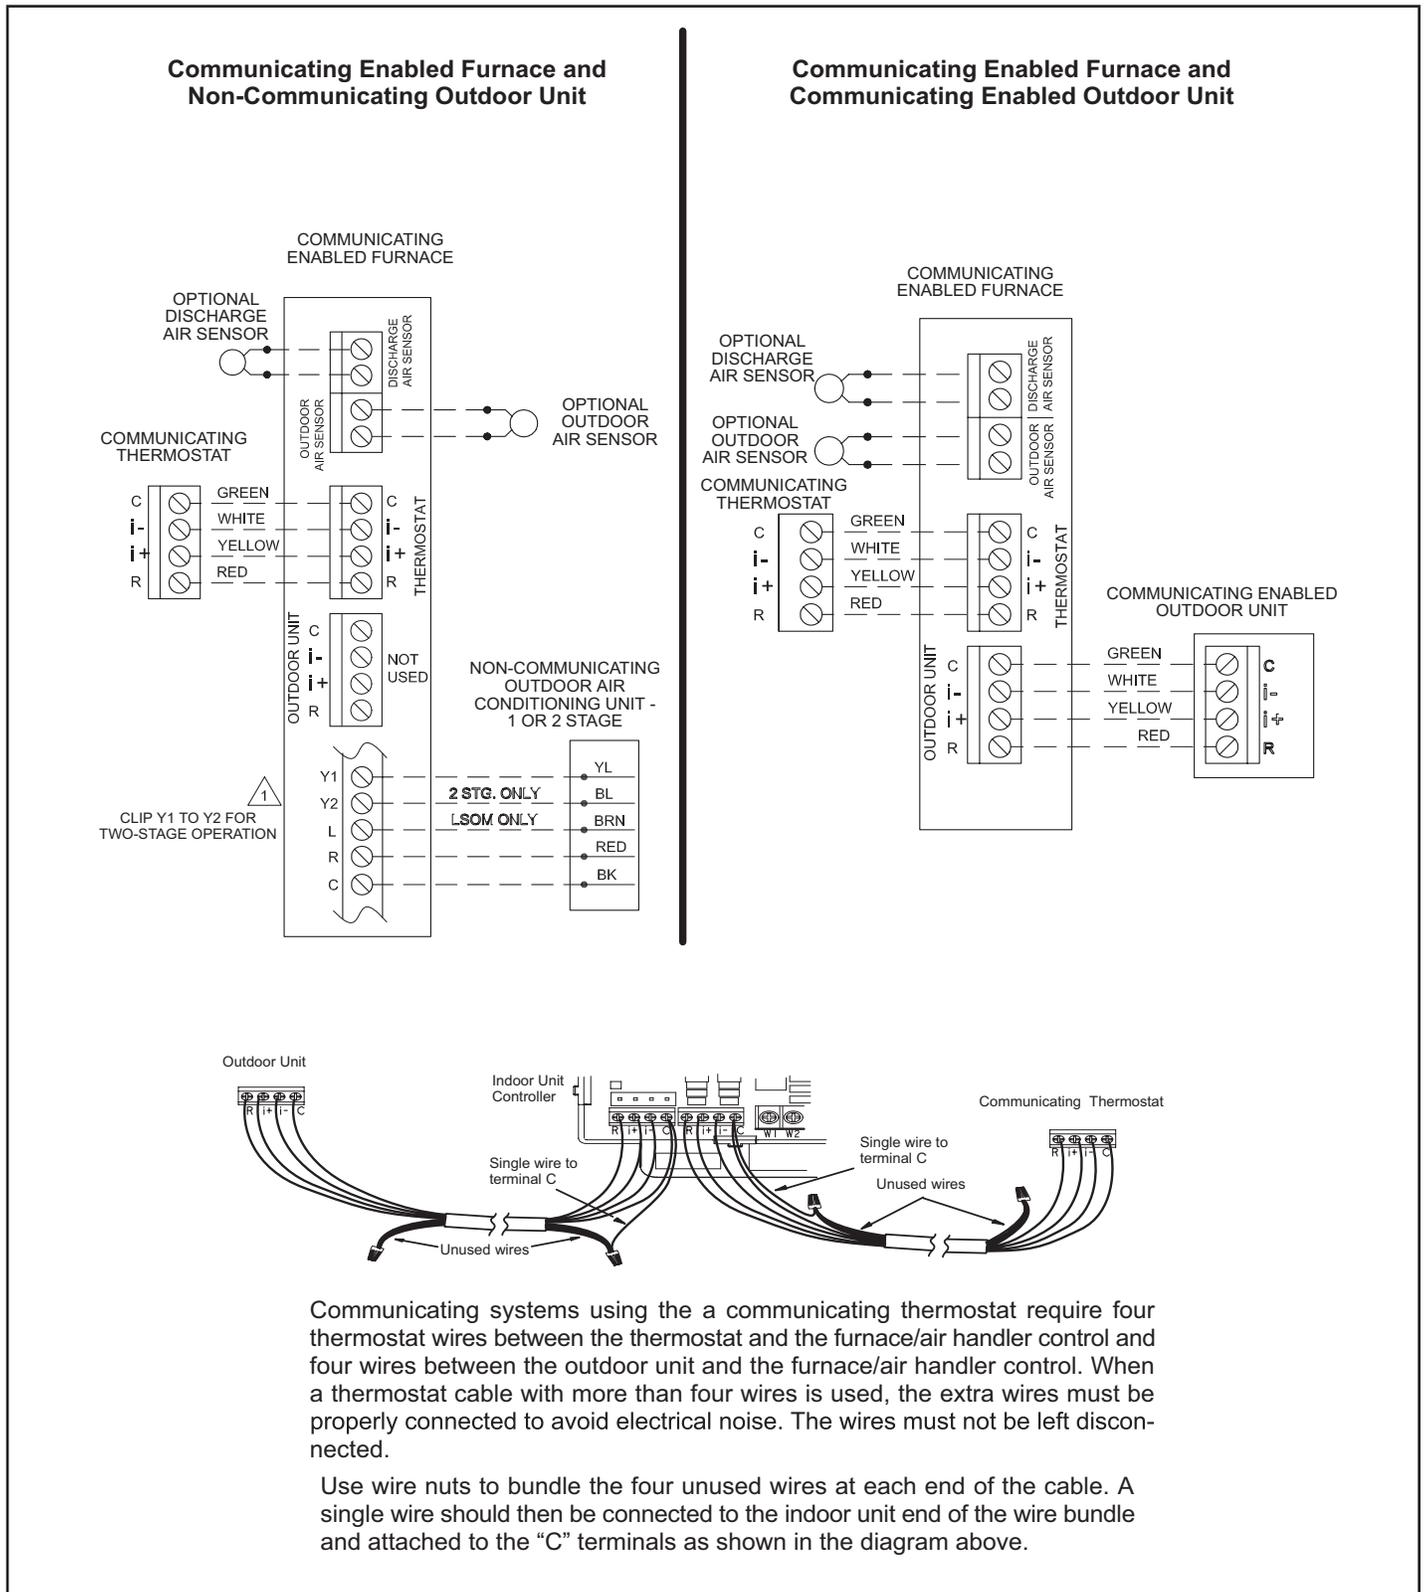 Communicating Enabled Furnace and
Non-Communicating Outdoor Unit
COMMUNICATING
ENABLED FURNACE
OPTIONAL
DISCHARGE
AIR SENSOR
DISCHARGE
AIR SENSOR
OUTDOOR
AIR SENSOR
OPTIONAL
OUTDOOR
AIR SENSOR
COMMUNICATING
THERMOSTAT
C GREEN C
i- WHITE i-
i+ YELLOW i+
R RED R
THERMOSTAT
OUTDOOR UNIT
C
i-
i+
R
NOT
USED
NON-COMMUNICATING
OUTDOOR AIR
CONDITIONING UNIT -
1 OR 2 STAGE
1
CLIP Y1 TO Y2 FOR
TWO-STAGE OPERATION
Y1 YL
Y2 2 STG. ONLY BL
L LSOM ONLY BRN
R RED
C BK
Communicating Enabled Furnace and
Communicating Enabled Outdoor Unit
COMMUNICATING
ENABLED FURNACE
OPTIONAL
DISCHARGE
AIR SENSOR
DISCHARGE
AIR SENSOR
OPTIONAL
OUTDOOR
AIR SENSOR
OUTDOOR
AIR SENSOR
COMMUNICATING
THERMOSTAT
C GREEN C
i- WHITE i-
i+ YELLOW i+
R RED R
THERMOSTAT
COMMUNICATING ENABLED
OUTDOOR UNIT
OUTDOOR UNIT
C GREEN C
i- WHITE i-
i+ YELLOW i+
R RED R
Outdoor Unit
R i+ i- C
Indoor Unit
Controller
R i+ i- C R i+ i- C W1 W2
Communicating Thermostat
R i+ i- C
Single wire to
terminal C
Unused wires
Single wire to
terminal C
Unused wires
Communicating systems using the a communicating thermostat require four
thermostat wires between the thermostat and the furnace/air handler control and
four wires between the outdoor unit and the furnace/air handler control. When
a thermostat cable with more than four wires is used, the extra wires must be
properly connected to avoid electrical noise. The wires must not be left discon-
nected.
Use wire nuts to bundle the four unused wires at each end of the cable. A
single wire should then be connected to the indoor unit end of the wire bundle
and attached to the “C” terminals as shown in the diagram above.